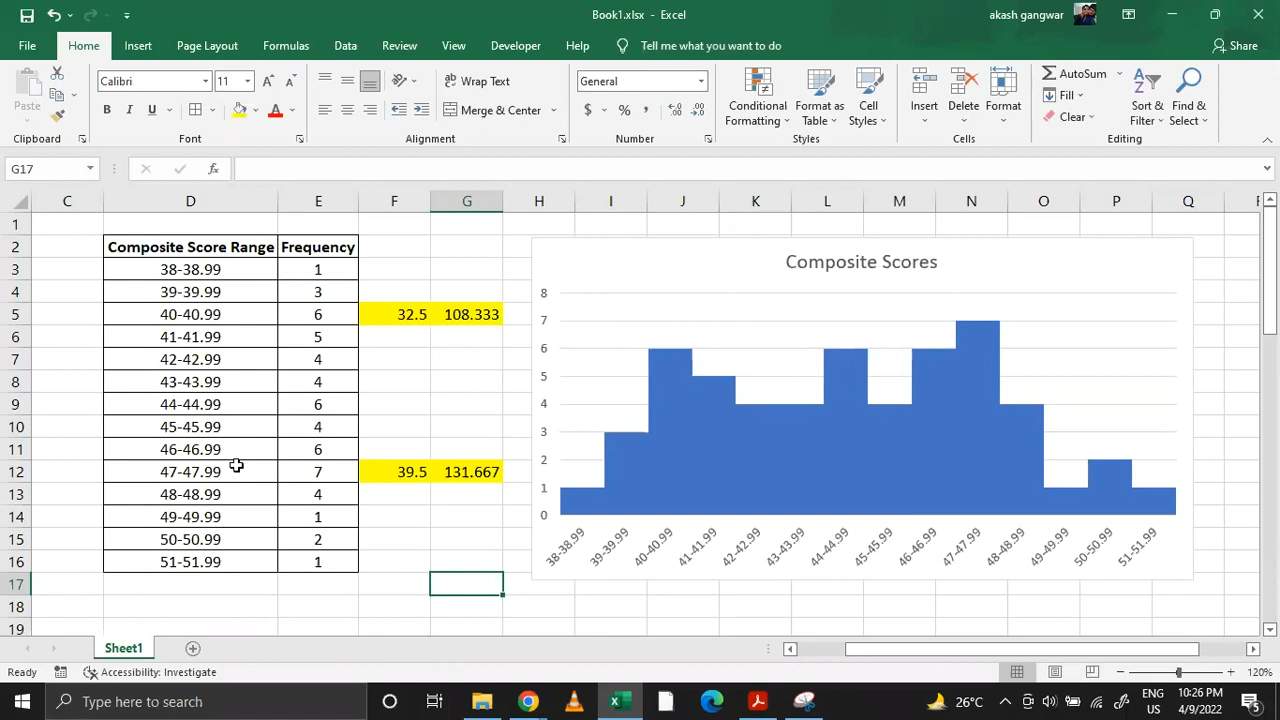 Book1.xlsx - Excel
akash gangwar
File Home Insert Page Layout Formulas Data Review View Developer Help Tell me what you want to do Share
Paste
Calibri 11 A A
B I U A
Wrap Text
Merge & Center
General
$ % ,
Conditional Formatting
Format as Table
Cell Styles
Insert
Delete
Format
AutoSum
Fill
Clear
Sort & Filter
Find & Select
Clipboard Font Alignment Number Styles Cells Editing
G17 fx
C D E F G H I J K L M N O P Q
1
2 Composite Score Range Frequency
3 38-38.99 1
4 39-39.99 3
5 40-40.99 6 32.5 108.333
6 41-41.99 5
7 42-42.99 4
8 43-43.99 4
9 44-44.99 6
10 45-45.99 4
11 46-46.99 6
12 47-47.99 7 39.5 131.667
13 48-48.99 4
14 49-49.99 1
15 50-50.99 2
16 51-51.99 1
17
18
19
Composite Scores
8
7
6
5
4
3
2
1
0
38-38.99 39-39.99 40-40.99 41-41.99 42-42.99 43-43.99 44-44.99 45-45.99 46-46.99 47-47.99 48-48.99 49-49.99 50-50.99 51-51.99
Sheet1
Ready Accessibility: Investigate 120%
Type here to search
26°C
ENG
US
10:26 PM
4/9/2022
5